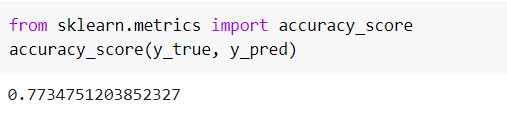 from sklearn.metrics import accuracy_score
accuracy_score(y_true, y_pred)
0.7734751203852327